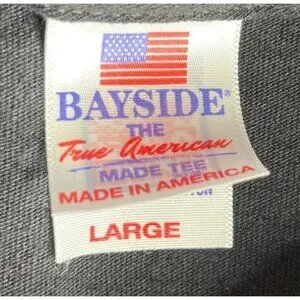 BAYSIDE®
THE
True American
MADE TEE
MADE IN AMERICA
LARGE